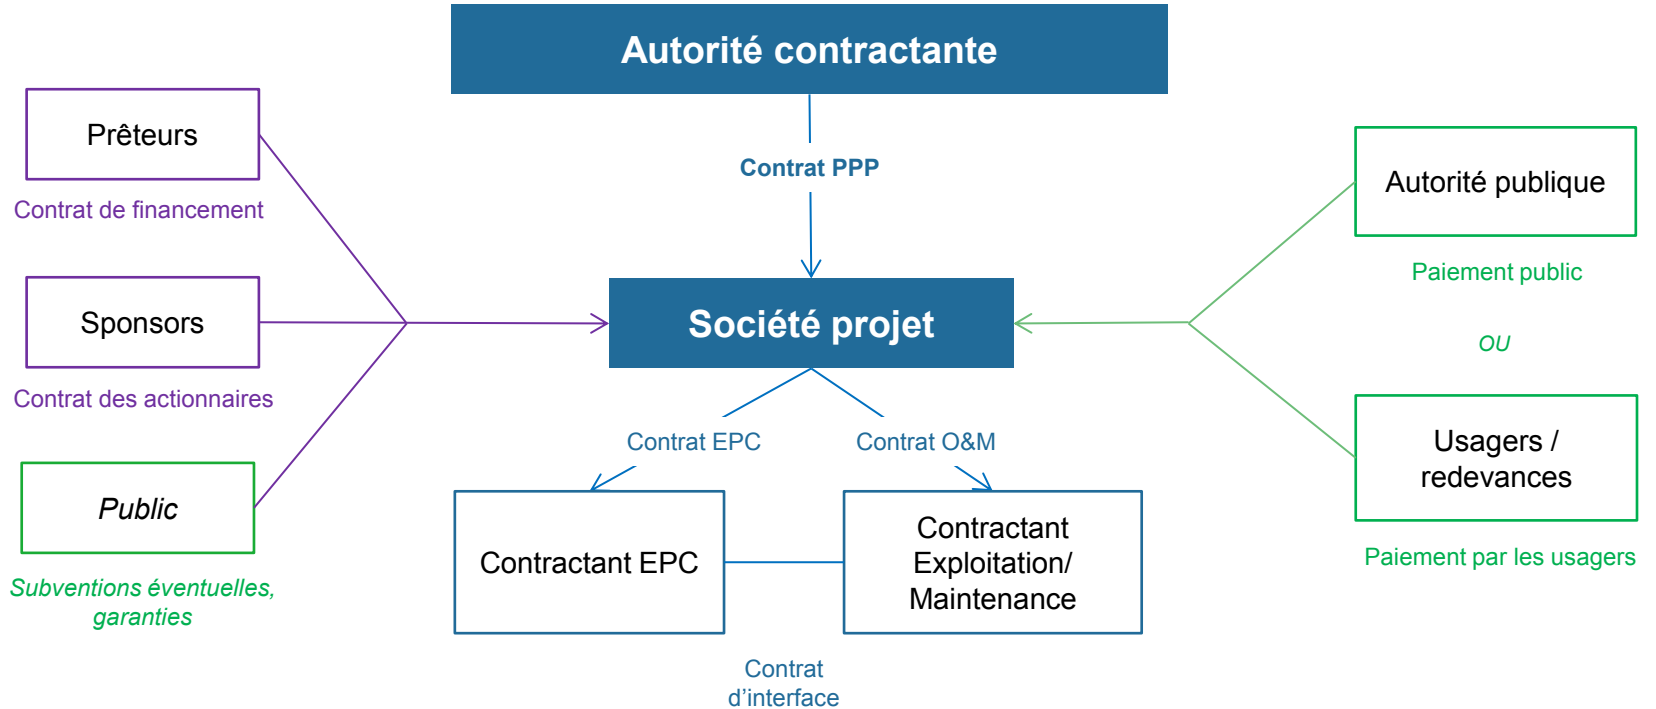 Autorité contractante
Prêteurs
Contrat de financement
Sponsors
Contrat des actionnaires
Public
Subventions éventuelles,
garanties
Contrat PPP
Société projet
Contrat EPC
Contrat O&M
Contractant EPC
Contractant
Exploitation/
Maintenance
Contrat
d’interface
Autorité publique
Paiement public
OU
Usagers /
redevances
Paiement par les usagers